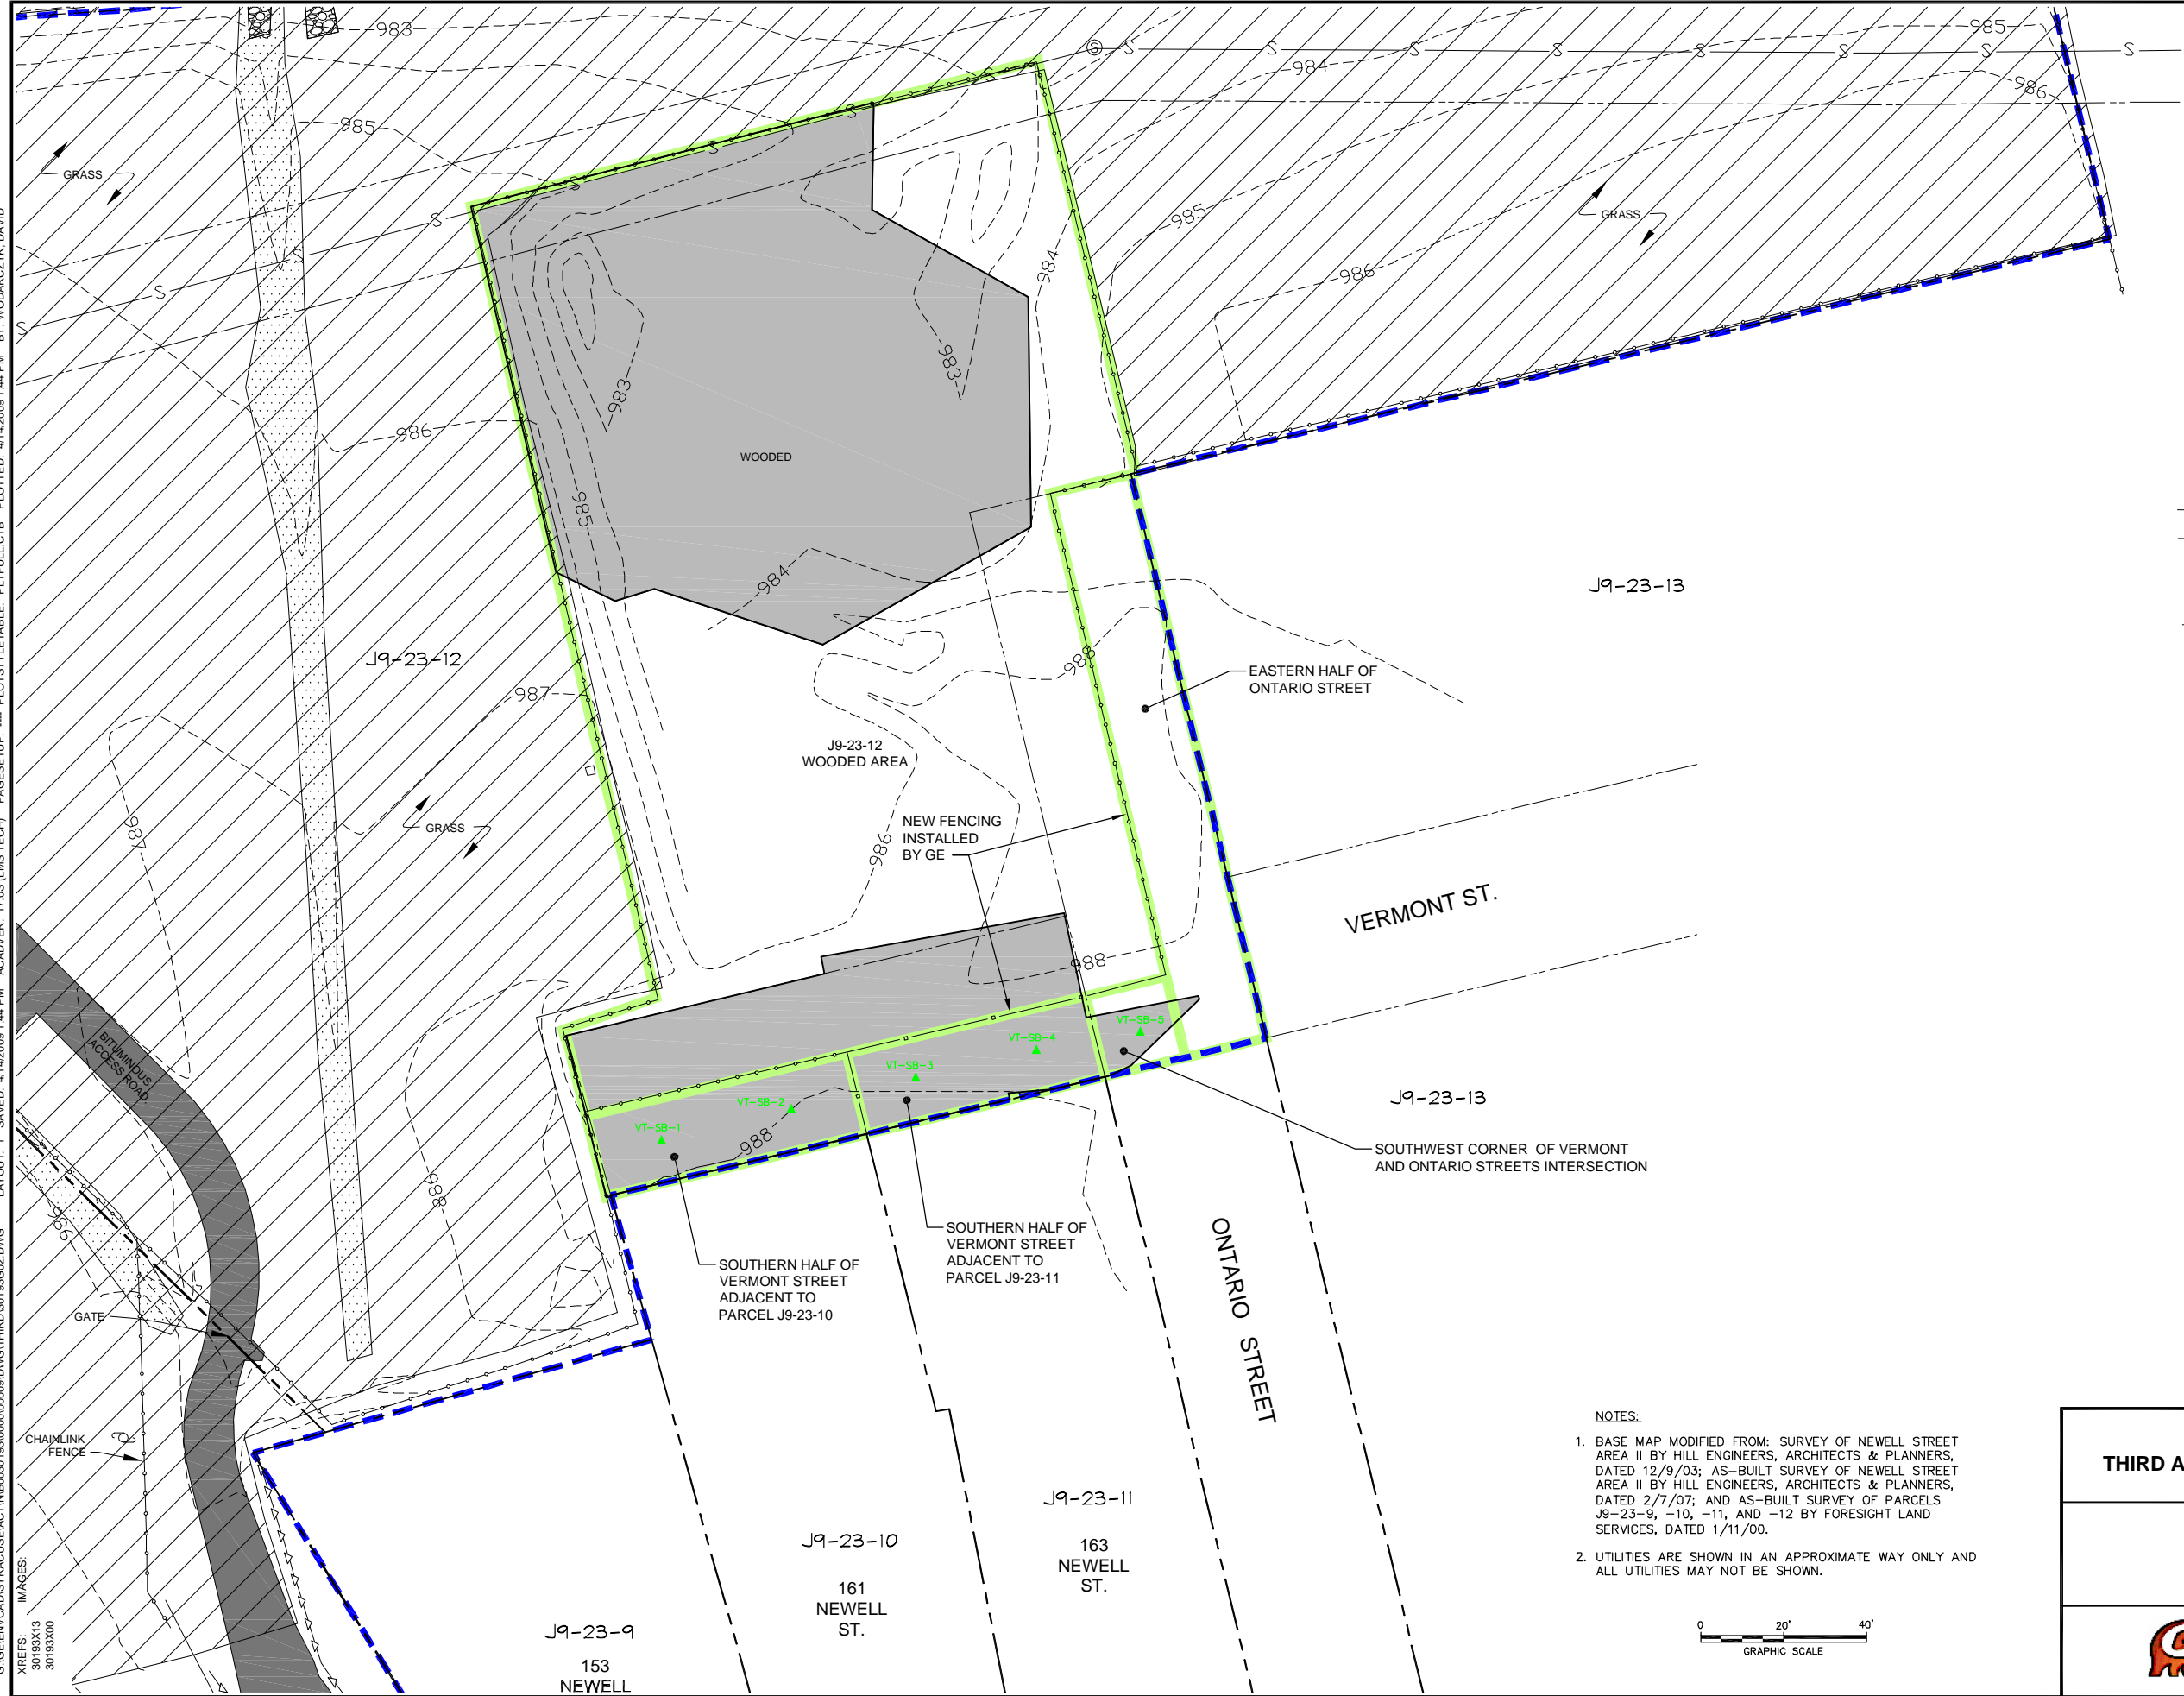 983
S
S
S
S
S
S
S
985
S
984
986
985
GRASS
GRASS
985
986
984
983
983
986
WOODED
985
984
J9-23-13
J9-23-12
987
EASTERN HALF OF
ONTARIO STREET
J9-23-12
WOODED AREA
GRASS
987
986
NEW FENCING
INSTALLED
BY GE
VERMONT ST.
988
BITUMINOUS
ACCESS ROAD
VT-SB-5
VT-SB-4
VT-SB-3
VT-SB-2
VT-SB-1
988
J9-23-13
SOUTHWEST CORNER OF VERMONT
AND ONTARIO STREETS INTERSECTION
988
986
SOUTHERN HALF OF
VERMONT STREET
ADJACENT TO
PARCEL J9-23-11
SOUTHERN HALF OF
VERMONT STREET
ADJACENT TO
PARCEL J9-23-10
ONTARIO STREET
GATE
CHAINLINK
FENCE
J9-23-11
163
NEWELL
ST.
J9-23-10
161
NEWELL
ST.
J9-23-9
153
NEWELL
NOTES:
1. BASE MAP MODIFIED FROM: SURVEY OF NEWELL STREET
AREA II BY HILL ENGINEERS, ARCHITECTS & PLANNERS,
DATED 12/9/03; AS-BUILT SURVEY OF NEWELL STREET
AREA II BY HILL ENGINEERS, ARCHITECTS & PLANNERS,
DATED 2/7/07; AND AS-BUILT SURVEY OF PARCELS
J9-23-9, -10, -11, AND -12 BY FORESIGHT LAND
SERVICES, DATED 1/11/00.
2. UTILITIES ARE SHOWN IN AN APPROXIMATE WAY ONLY AND
ALL UTILITIES MAY NOT BE SHOWN.
0 20' 40'
GRAPHIC SCALE
THIRD A
XREFS:
30193X13
30193X00
IMAGES: